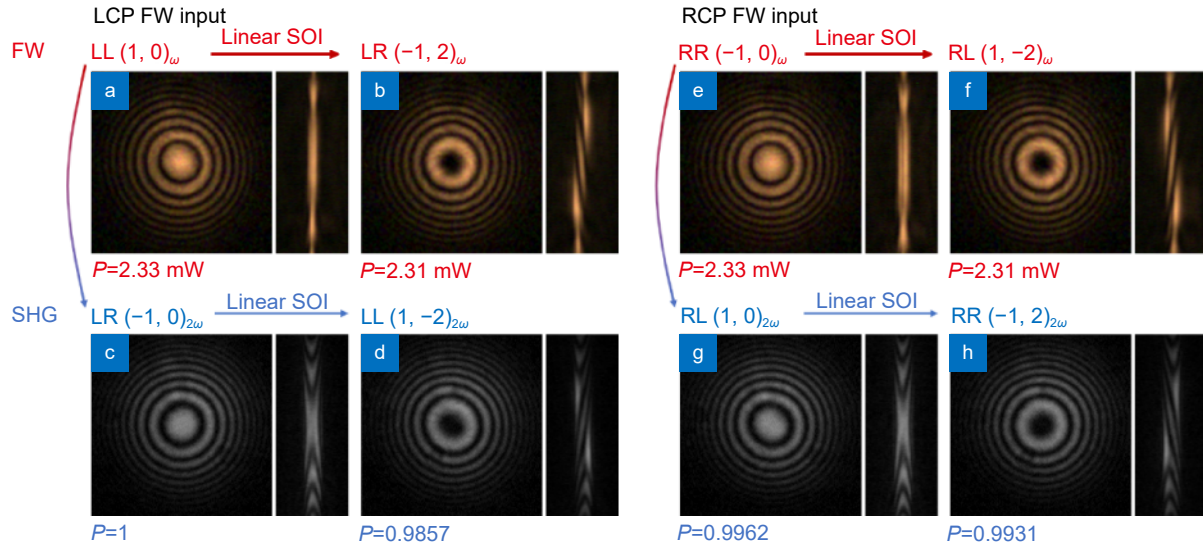 LCP FW input
RCP FW input
FW
LL (1, 0)ω
Linear SOI
LR (−1, 2)ω
RR (−1, 0)ω
Linear SOI
RL (1, −2)ω
a
b
e
f
P=2.33 mW
P=2.31 mW
P=2.33 mW
P=2.31 mW
SHG
LR (−1, 0)2ω
Linear SOI
LL (1, −2)2ω
RL (1, 0)2ω
Linear SOI
RR (−1, 2)2ω
c
d
g
h
P=1
P=0.9857
P=0.9962
P=0.9931